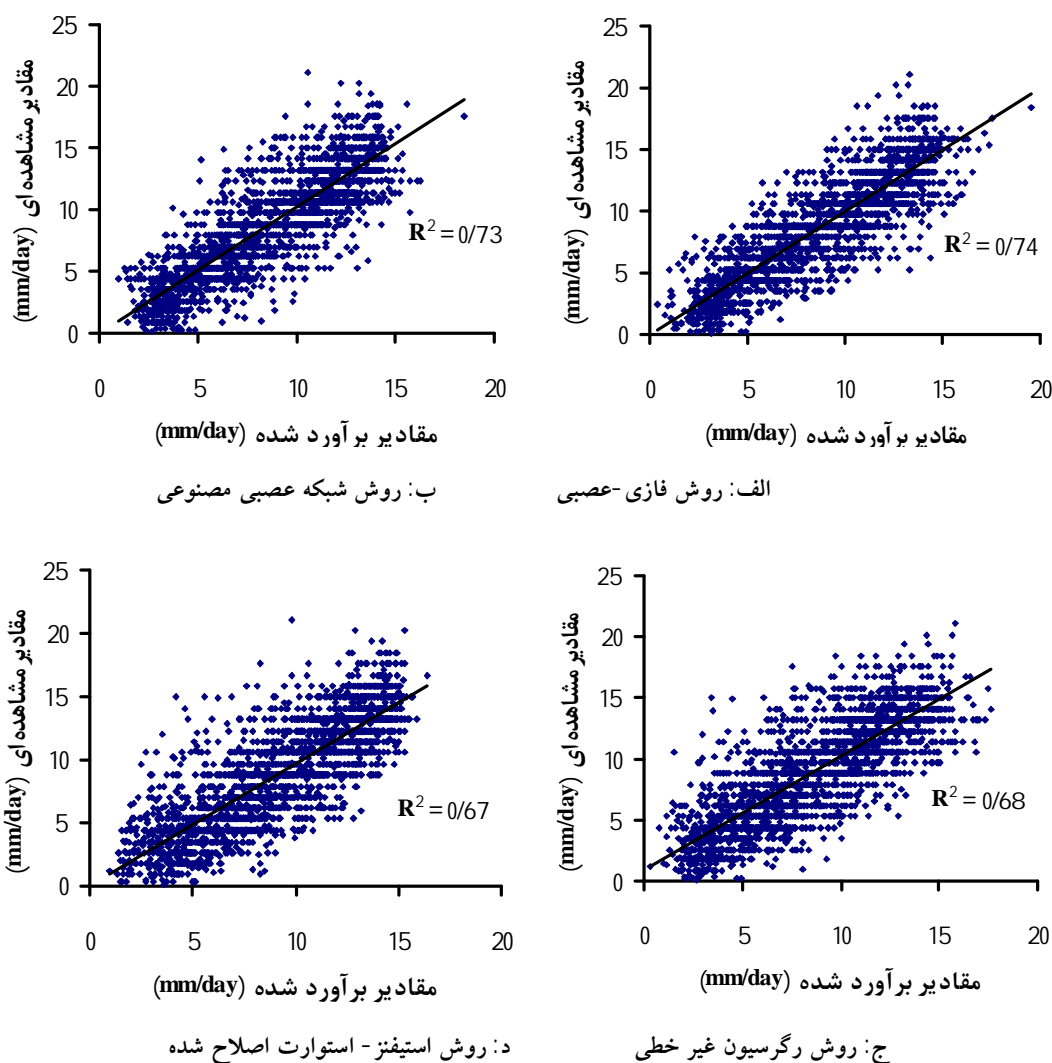 25
20
15
10
5
0
مقادیر مشاهده ای (mm/day)
R² = 0/74
0 5 10 15 20
مقادیر برآورد شده (mm/day)
الف: روش فازی -عصبی
25
20
15
10
5
0
مقادیر مشاهده ای (mm/day)
R² = 0/73
0 5 10 15 20
مقادیر برآورد شده (mm/day)
ب: روش شبکه عصبی مصنوعی
25
20
15
10
5
0
مقادیر مشاهده ای (mm/day)
R² = 0/68
0 5 10 15 20
مقادیر برآورد شده (mm/day)
ج: روش رگرسیون غیر خطی
25
20
15
10
5
0
مقادیر مشاهده ای (mm/day)
R² = 0/67
0 5 10 15 20
مقادیر برآورد شده (mm/day)
د: روش استیفنز - استوارت اصلاح شده